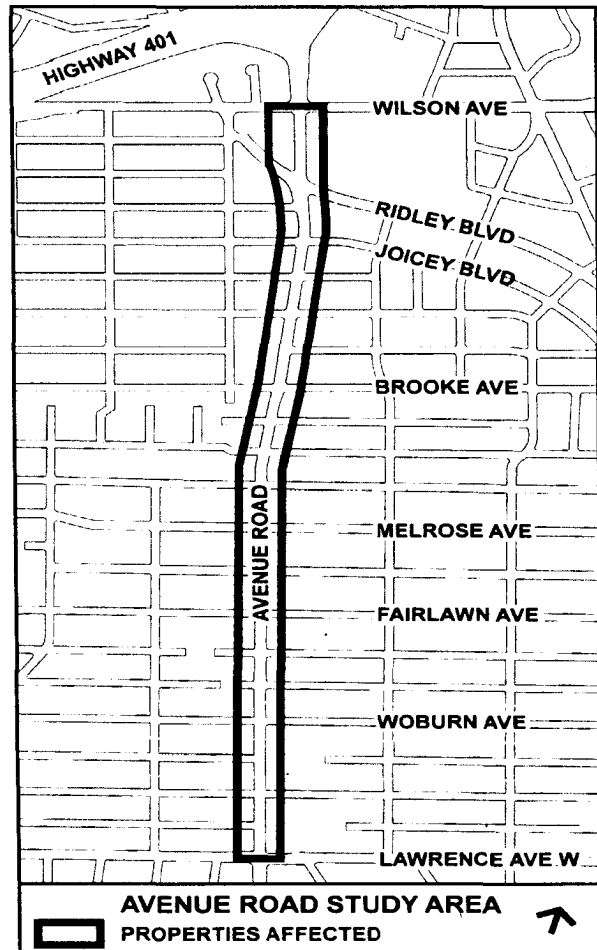 HIGHWAY 401
WILSON AVE
RIDLEY BLVD
JOICEY BLVD
BROOKE AVE
AVENUE ROAD
MELROSE AVE
FAIRLAWN AVE
WOBURN AVE
LAWRENCE AVE W
AVENUE ROAD STUDY AREA
PROPERTIES AFFECTED